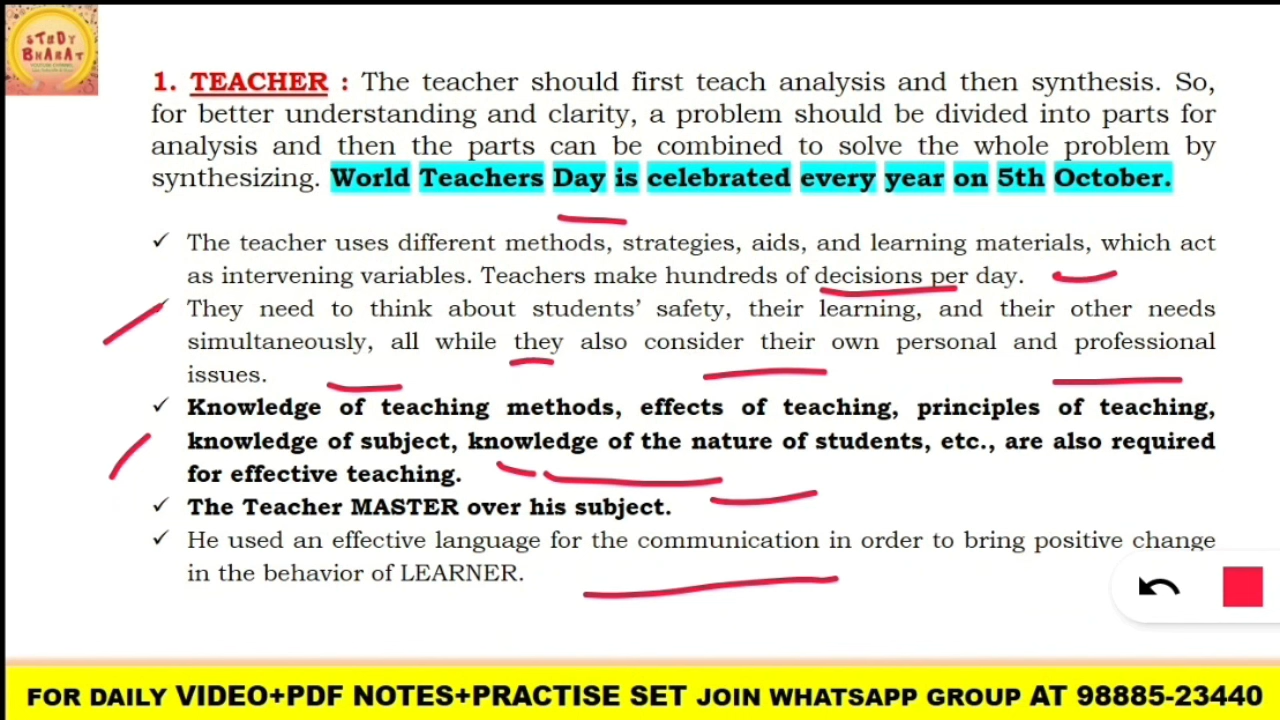 STUDY
BHARAT
YOUTUBE CHANNEL
1. TEACHER : The teacher should first teach analysis and then synthesis. So,
for better understanding and clarity, a problem should be divided into parts for
analysis and then the parts can be combined to solve the whole problem by
synthesizing. World Teachers Day is celebrated every year on 5th October.
✓ The teacher uses different methods, strategies, aids, and learning materials, which act
as intervening variables. Teachers make hundreds of decisions per day.
✓ They need to think about students’ safety, their learning, and their other needs
simultaneously, all while they also consider their own personal and professional
issues.
✓ Knowledge of teaching methods, effects of teaching, principles of teaching,
knowledge of subject, knowledge of the nature of students, etc., are also required
for effective teaching.
✓ The Teacher MASTER over his subject.
✓ He used an effective language for the communication in order to bring positive change
in the behavior of LEARNER.
FOR DAILY VIDEO+PDF NOTES+PRACTISE SET JOIN WHATSAPP GROUP AT 98885-23440